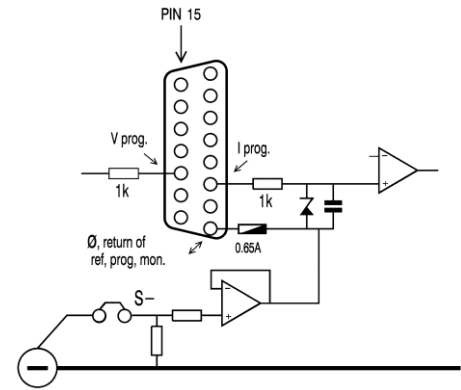 PIN 15
V prog.
I prog.
1k
1k
Ø, return of
ref, prog, mon.
0.65A
S−